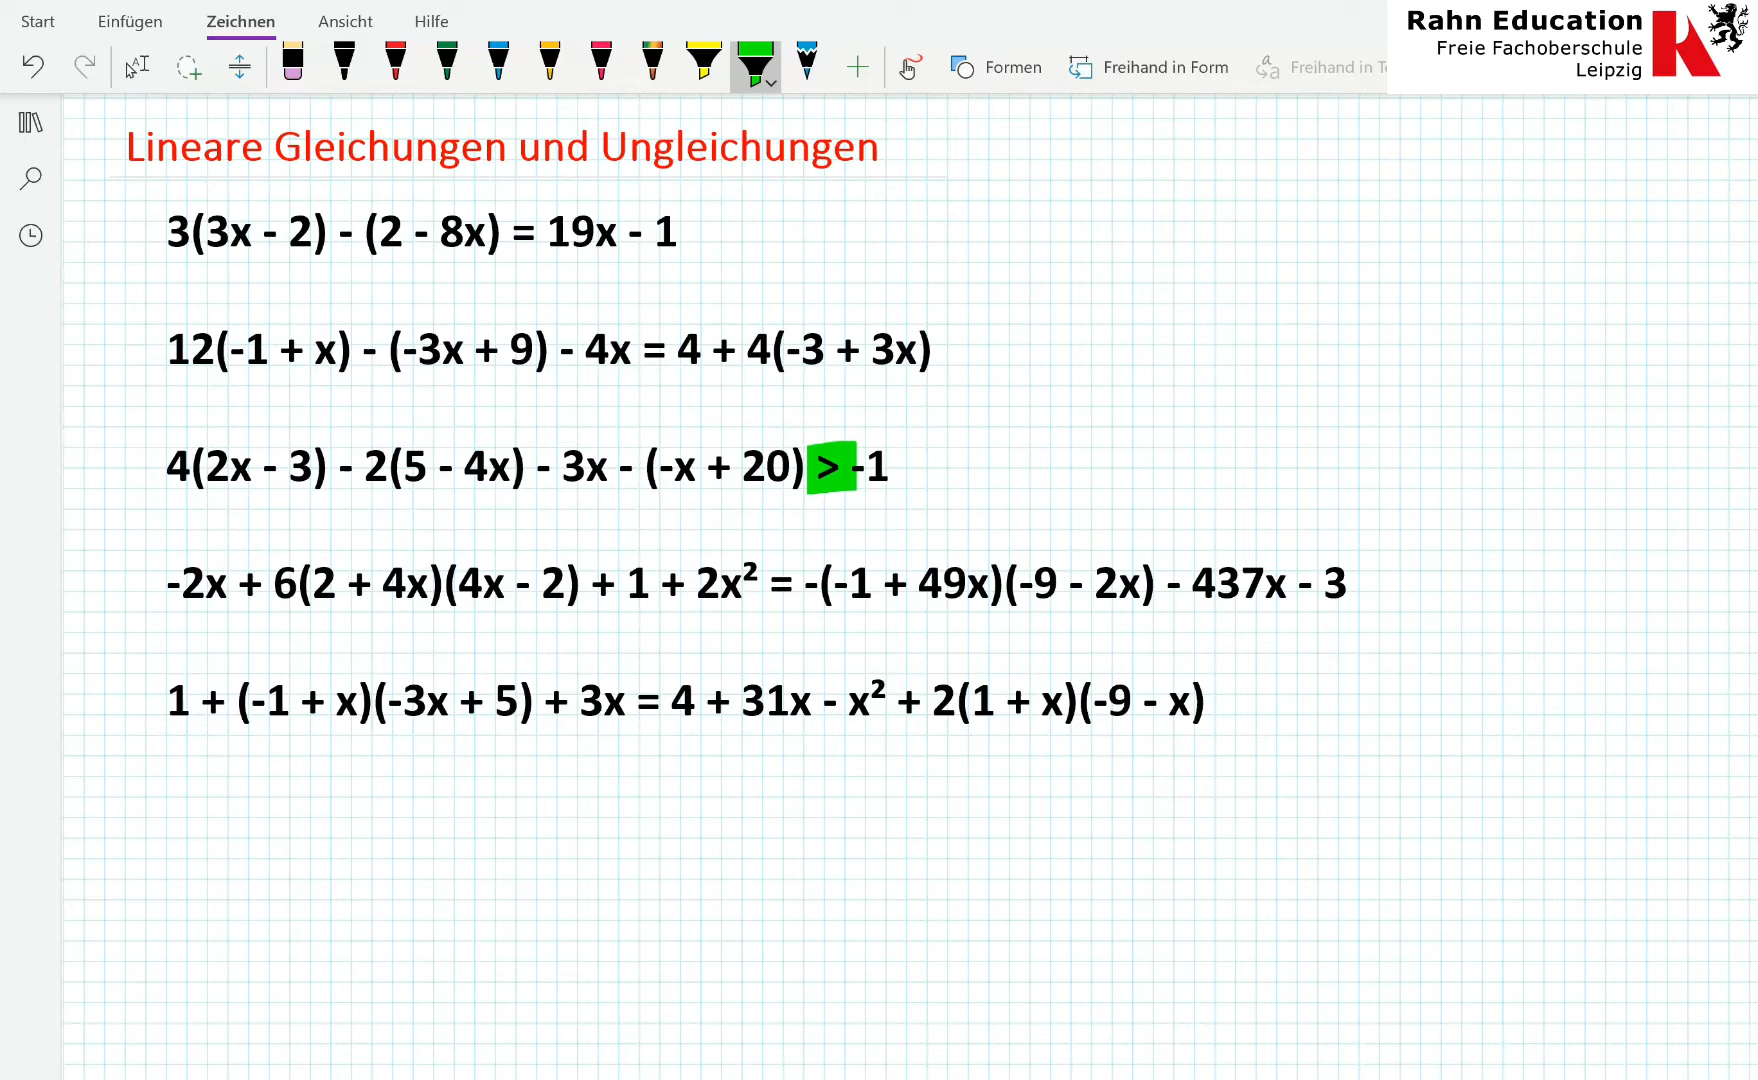 Start Einfügen Zeichnen Ansicht Hilfe
Rahn Education
Freie Fachoberschule
Leipzig
Formen Freihand in Form Freihand in Te
Lineare Gleichungen und Ungleichungen
3(3x - 2) - (2 - 8x) = 19x - 1
12(-1 + x) - (-3x + 9) - 4x = 4 + 4(-3 + 3x)
4(2x - 3) - 2(5 - 4x) - 3x - (-x + 20) > -1
-2x + 6(2 + 4x)(4x - 2) + 1 + 2x² = -(-1 + 49x)(-9 - 2x) - 437x - 3
1 + (-1 + x)(-3x + 5) + 3x = 4 + 31x - x² + 2(1 + x)(-9 - x)